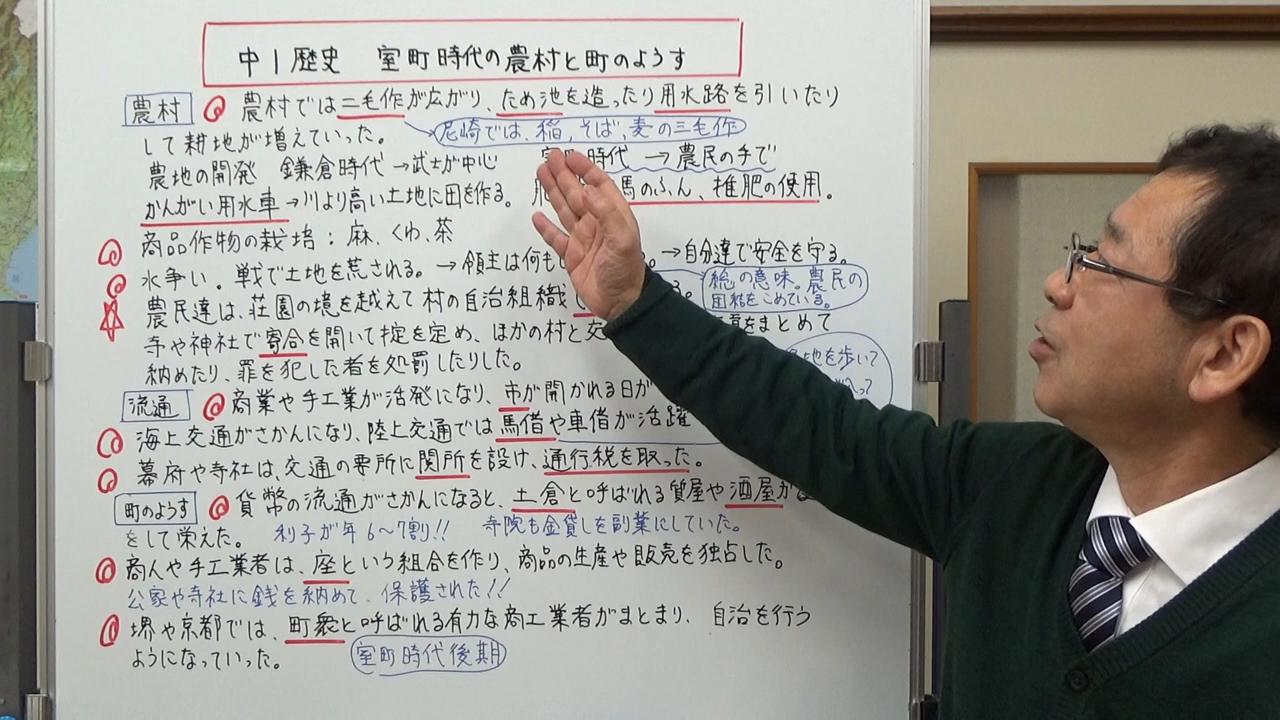 中1歴史 室町時代の農村と町のようす
農村 農村では二毛作が広がり、ため池を造ったり用水路を引いたり
して耕地が増えていった。
尼崎では、稲、そば、麦の三毛作
農地の開発 鎌倉時代→武士が中心 時代→農民の手で
かんがい用水車→川より高い土地に田を作る。 馬のふん、堆肥の使用。
商品作物の栽培：麻、くわ、茶
水争い。戦で土地を荒される。→領主は何も 。→自分達で安全を守る。
農民達は、荘園の境を越えて村の自治組織 る。
総の意味。農民の
団結をこめている。
寺や神社で寄合を開いて掟を定め、ほかの村と交 をまとめて
納めたり、罪を犯した者を処罰したりした。
地を歩いて
流通 商業や手工業が活発になり、市が開かれる日が
海上交通がさかんになり、陸上交通では馬借や車借が活躍
幕府や寺社は、交通の要所に関所を設け、通行税を取った。
町のようす 貨幣の流通がさかんになると、土倉と呼ばれる質屋や酒屋が
をして栄えた。 利子が年6〜7割!! 寺院も金貸しを副業にしていた。
商人や手工業者は、座という組合を作り、商品の生産や販売を独占した。
公家や寺社に銭を納めて、保護された!!
堺や京都では、町衆と呼ばれる有力な商工業者がまとまり、自治を行う
ようになっていった。 室町時代後期